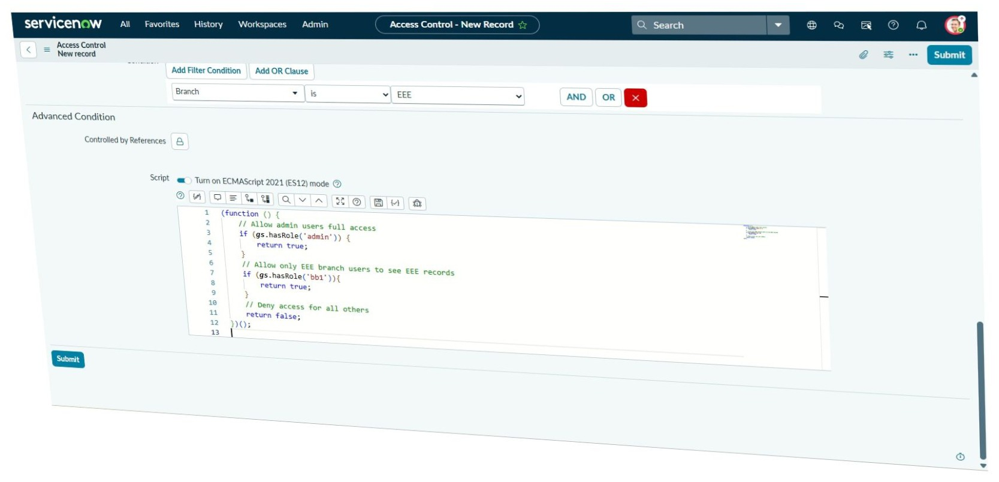 servicenow All Favorites History Workspaces Admin Access Control - New Record Search
Access Control
New record
Submit
Add Filter Condition Add OR Clause
Branch is EEE AND OR
Advanced Condition
Controlled by References
Script Turn on ECMAScript 2021 (ES12) mode
1 (function () {
2 // Allow admin users full access
3 if (gs.hasRole('admin')) {
4 return true;
5 }
6 // Allow only EEE branch users to see EEE records
7 if (gs.hasRole('bb1')){
8 return true;
9 }
10 // Deny access for all others
11 return false;
12 })();
13
Submit